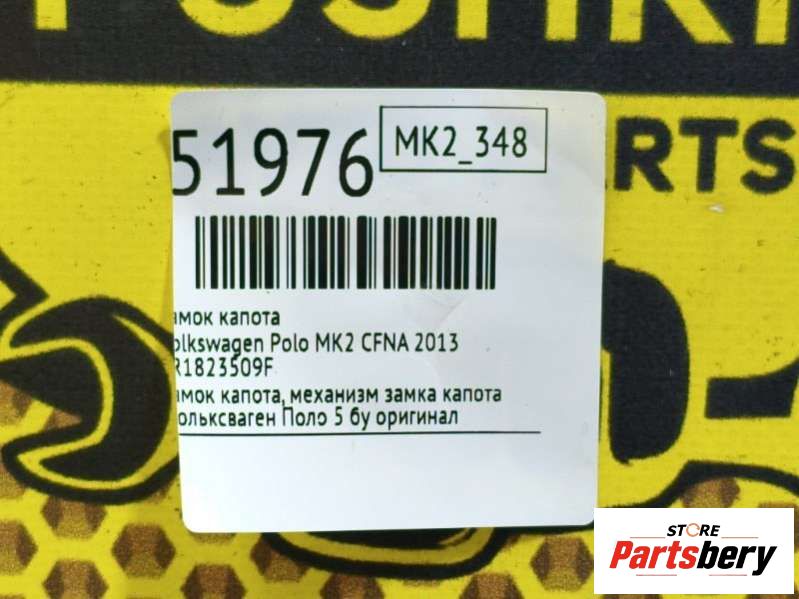 51976
MK2_348
ARTS
амок капота
olkswagen Polo MK2 CFNA 2013
R1823509F
амок капота, механизм замка капота
ольксваген Поло 5 бу оригинал
STORE
Partsbery